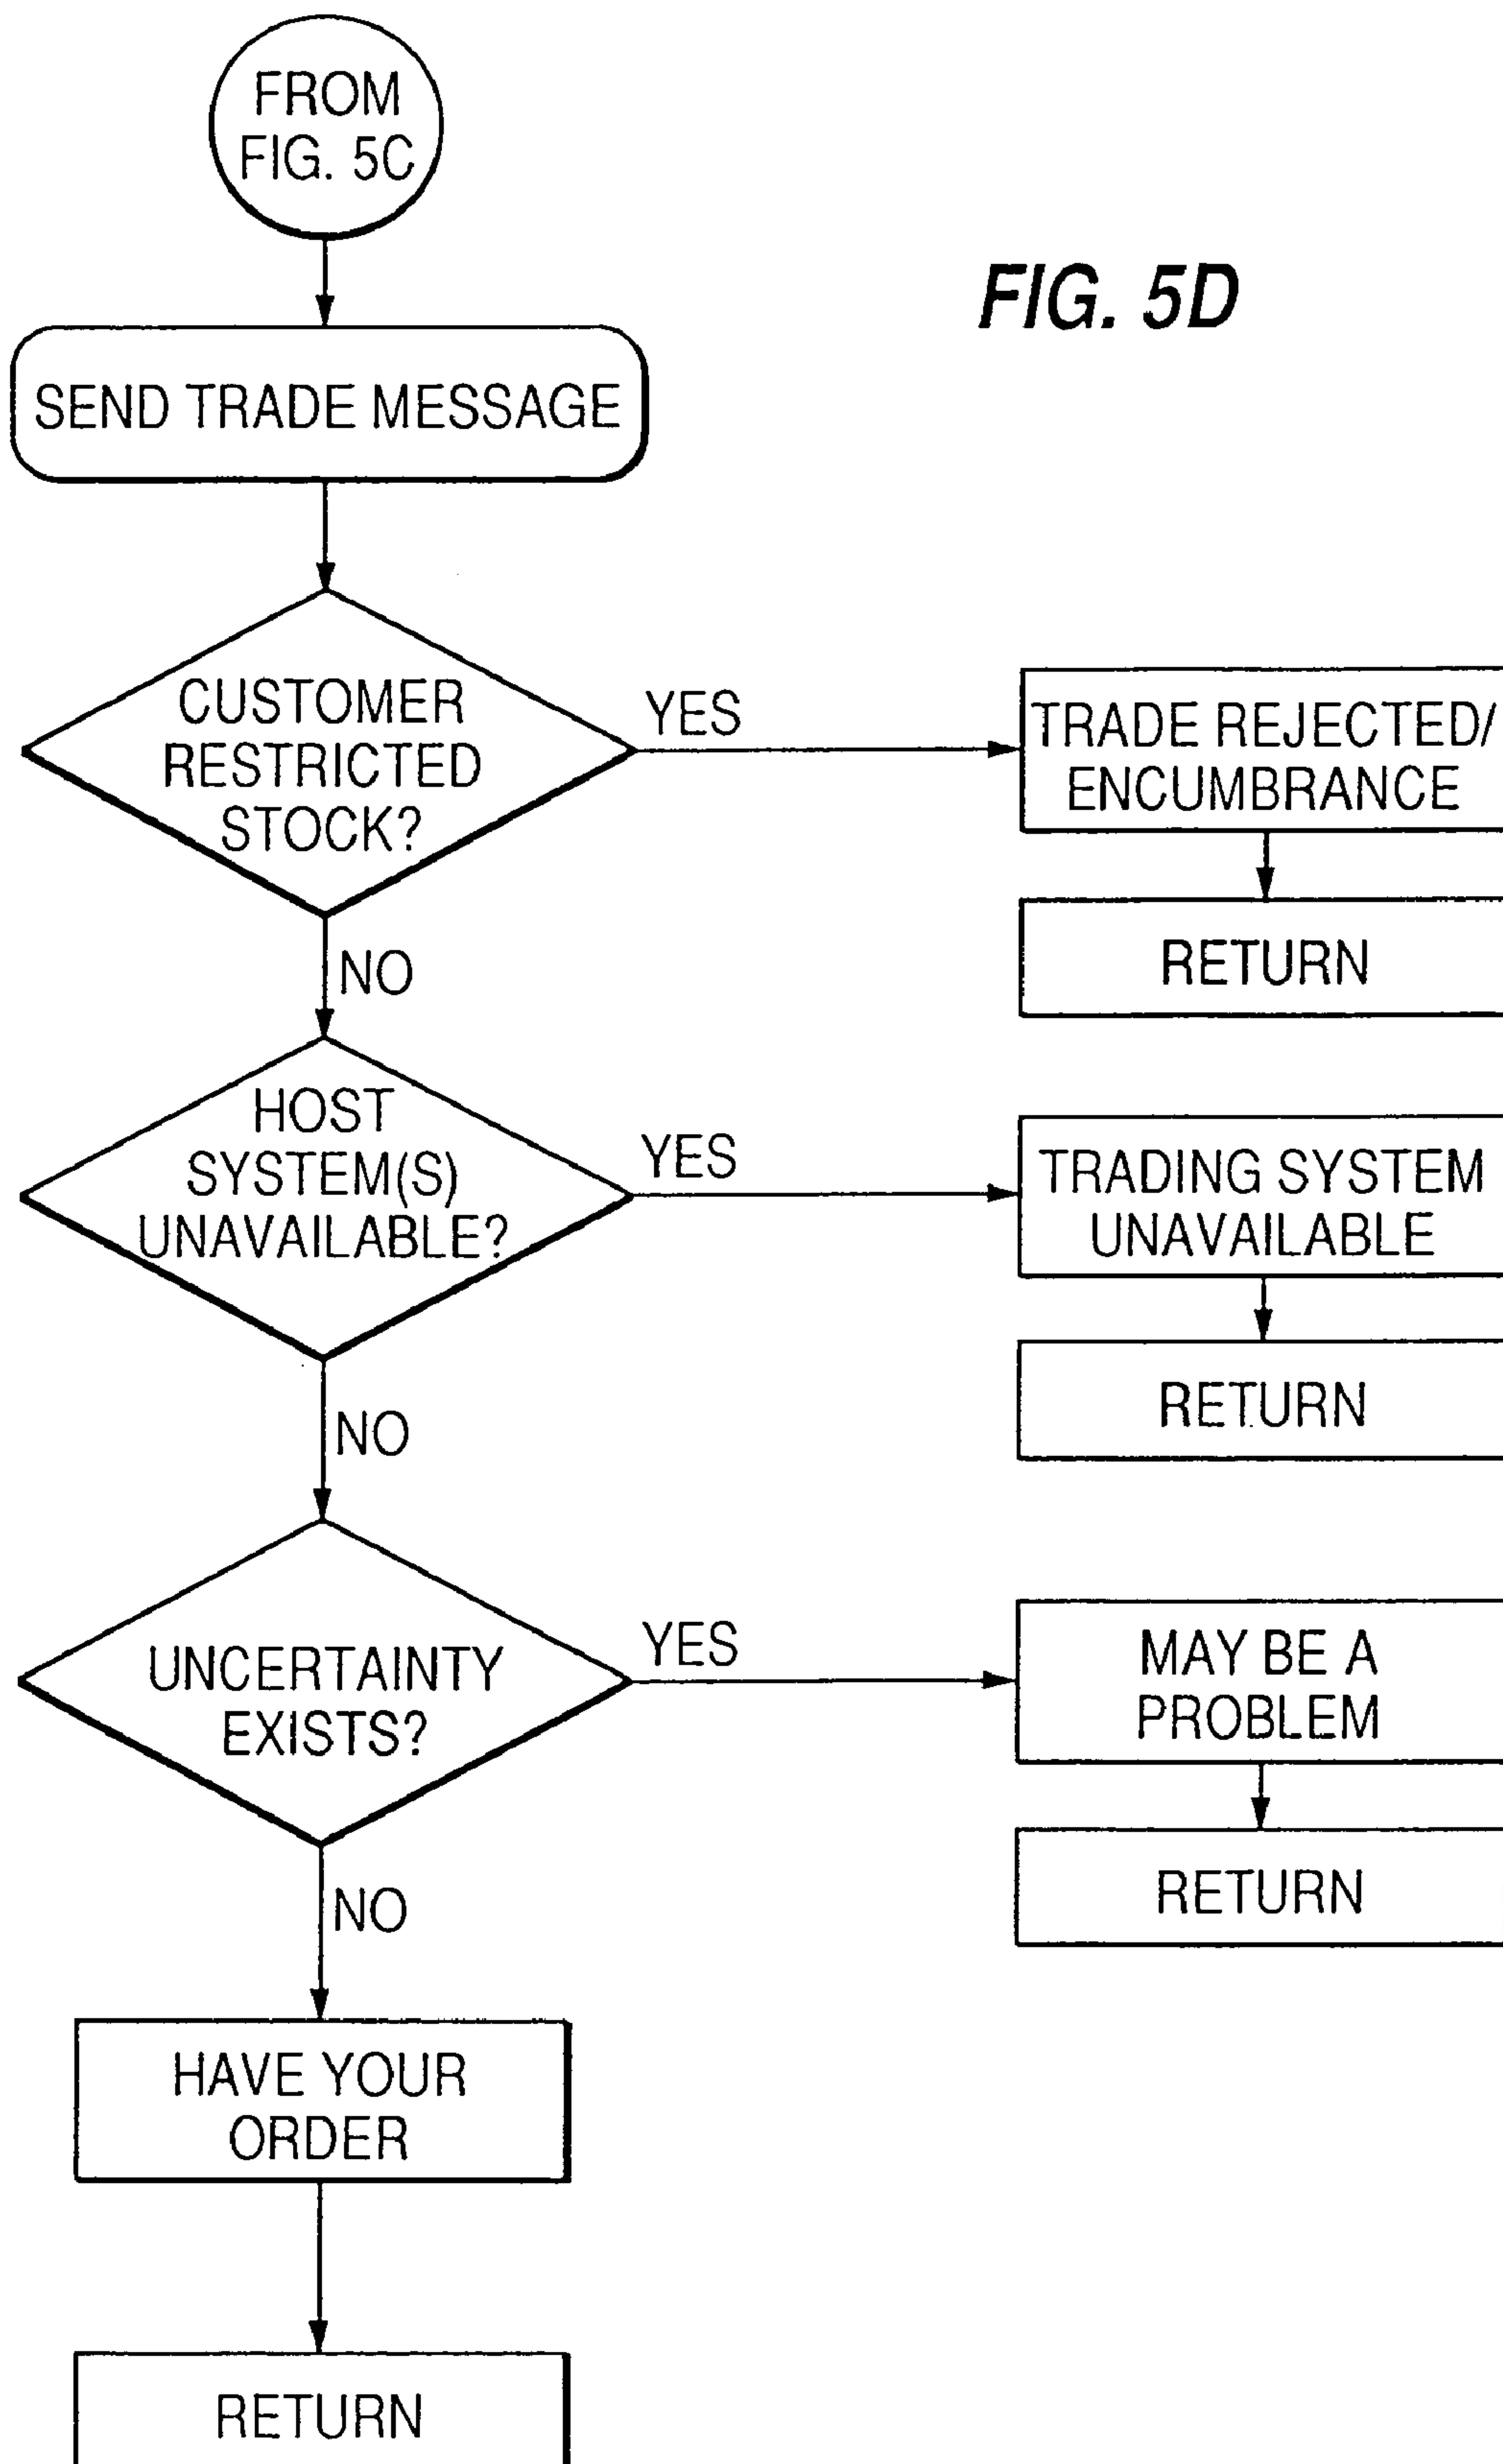 FROM
FIG. 5C
FIG. 5D
SEND TRADE MESSAGE
CUSTOMER
RESTRICTED
STOCK?
YES
TRADE REJECTED/
ENCUMBRANCE
RETURN
NO
HOST
SYSTEM(S)
UNAVAILABLE?
YES
TRADING SYSTEM
UNAVAILABLE
RETURN
NO
UNCERTAINTY
EXISTS?
YES
MAY BE A
PROBLEM
RETURN
NO
HAVE YOUR
ORDER
RETURN